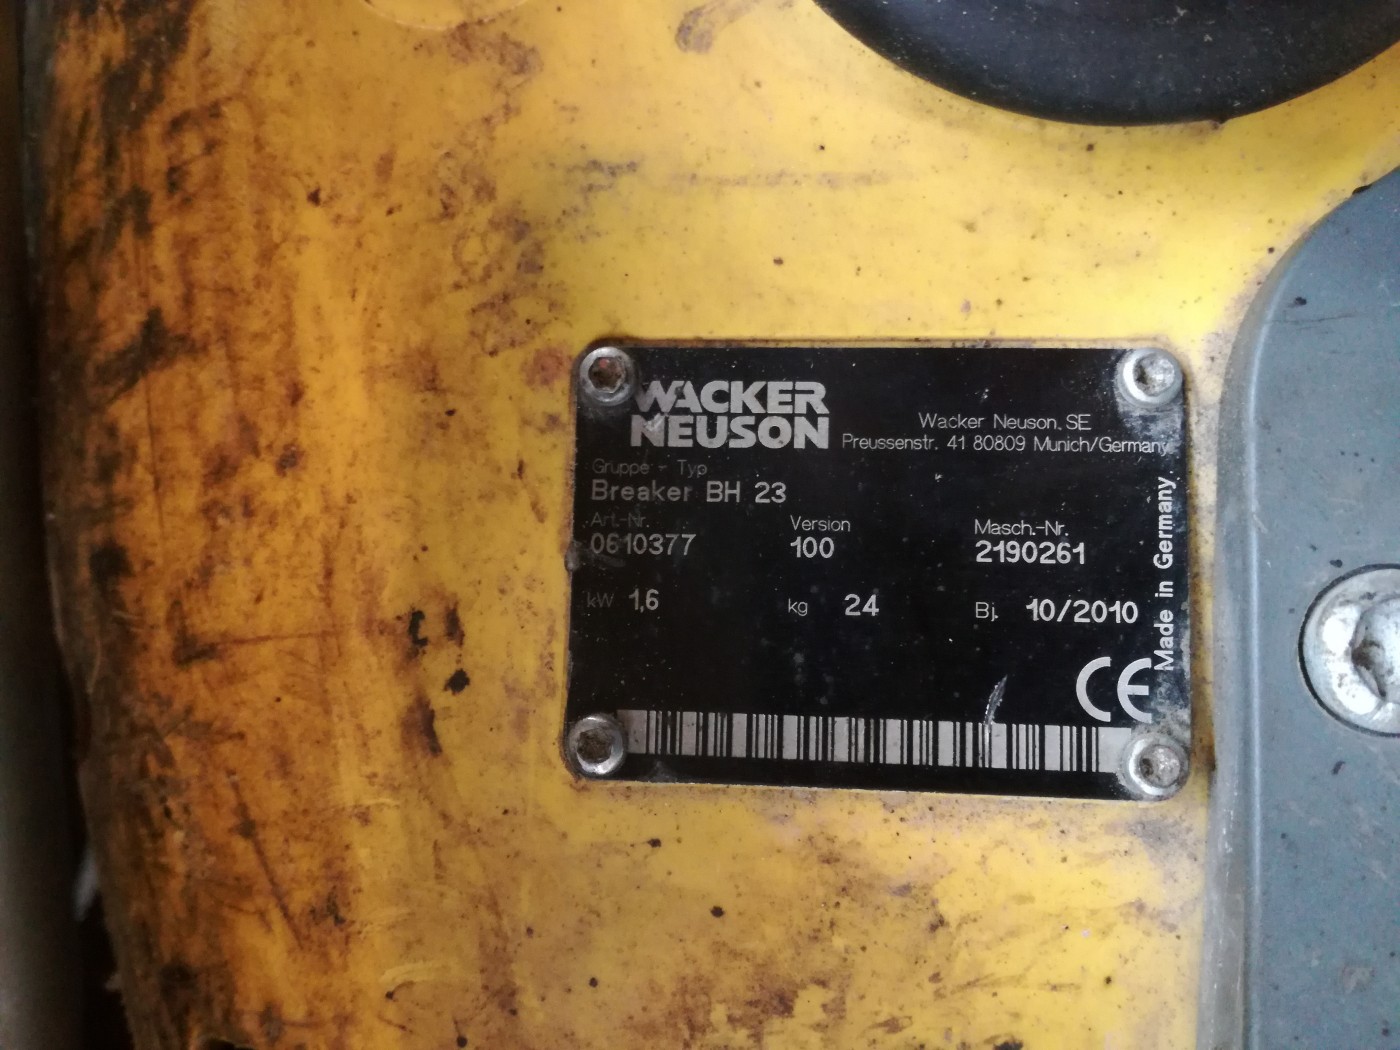 WACKER
NEUSON
Wacker Neuson SE
Preussenstr. 41 80809 Munich/Germany
Gruppe - Typ
Breaker BH 23
Art.-Nr. Version Masch.-Nr.
0610377 100 2190261
kW 1,6 kg 24 Bj. 10/2010
Made in Germany
CE